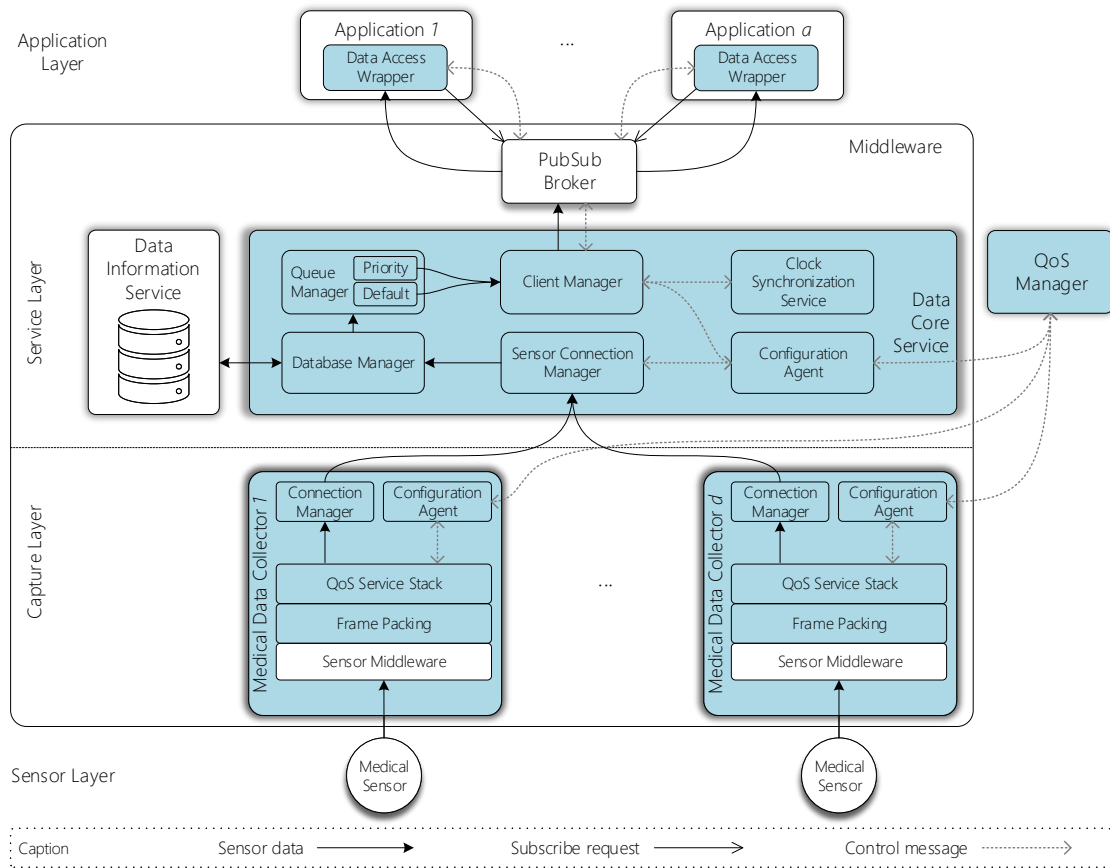 Application
Layer
Application 1
Data Access
Wrapper
...
Application a
Data Access
Wrapper
Middleware
PubSub
Broker
Service Layer
Data
Information
Service
Queue
Manager
Priority
Default
Client Manager
Clock
Synchronization
Service
Database Manager
Sensor Connection
Manager
Configuration
Agent
Data
Core
Service
QoS
Manager
Capture Layer
Medical Data Collector 1
Connection
Manager
Configuration
Agent
QoS Service Stack
Frame Packing
Sensor Middleware
...
Medical Data Collector d
Connection
Manager
Configuration
Agent
QoS Service Stack
Frame Packing
Sensor Middleware
Sensor Layer
Medical
Sensor
Medical
Sensor
Caption
Sensor data
Subscribe request
Control message